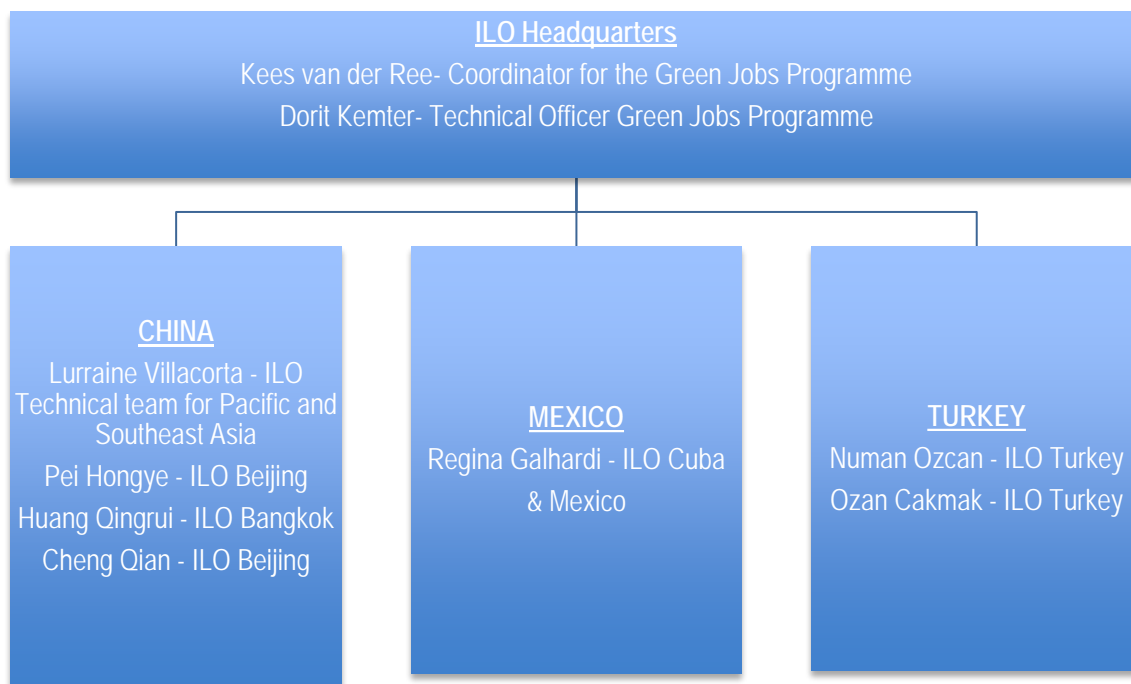 ILO Headquarters
Kees van der Ree- Coordinator for the Green Jobs Programme
Dorit Kemter- Technical Officer Green Jobs Programme
CHINA
Lurraine Villacorta - ILO
Technical team for Pacific and
Southeast Asia
Pei Hongye - ILO Beijing
Huang Qingrui - ILO Bangkok
Cheng Qian - ILO Beijing
MEXICO
Regina Galhardi - ILO Cuba
& Mexico
TURKEY
Numan Ozcan - ILO Turkey
Ozan Cakmak - ILO Turkey